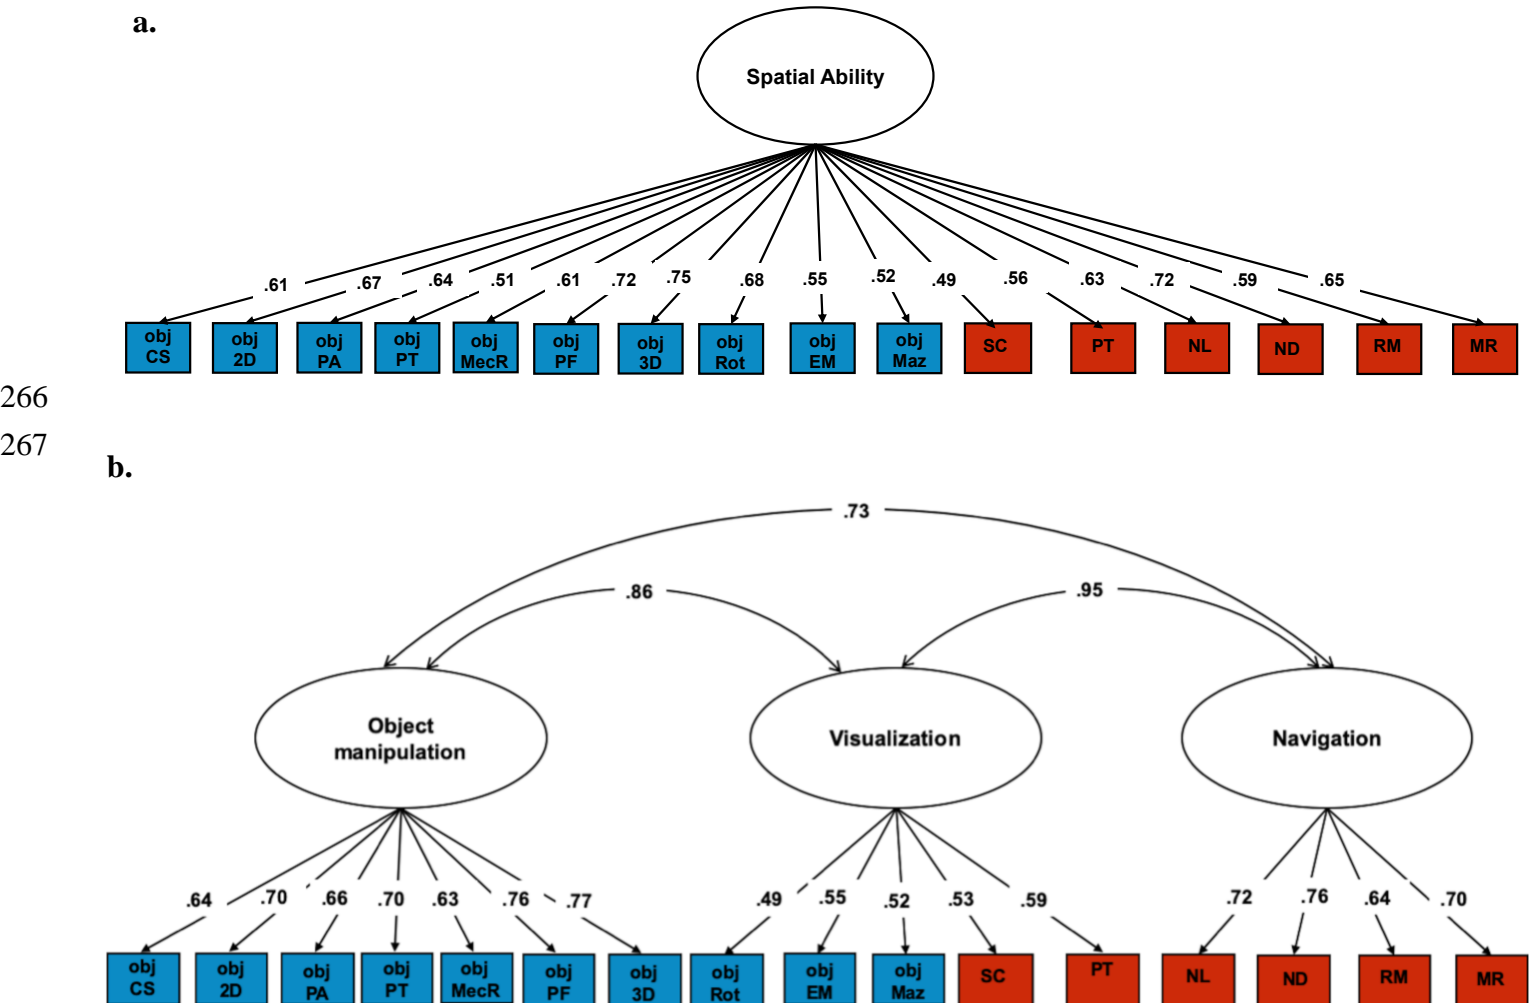 a.
Spatial Ability
.61 .67 .64 .51 .61 .72 .75 .68 .55 .52 .49 .56 .63 .72 .59 .65
obj obj obj obj obj obj obj obj obj obj SC PT NL ND RM MR
CS 2D PA PT MecR PF 3D Rot EM Maz
266
267
b.
.73
.86 .95
Object
manipulation
Visualization
Navigation
.64 .70 .66 .70 .63 .76 .77 .49 .55 .52 .53 .59 .72 .76 .64 .70
obj obj obj obj obj obj obj obj obj obj SC PT NL ND RM MR
CS 2D PA PT MecR PF 3D Rot EM Maz